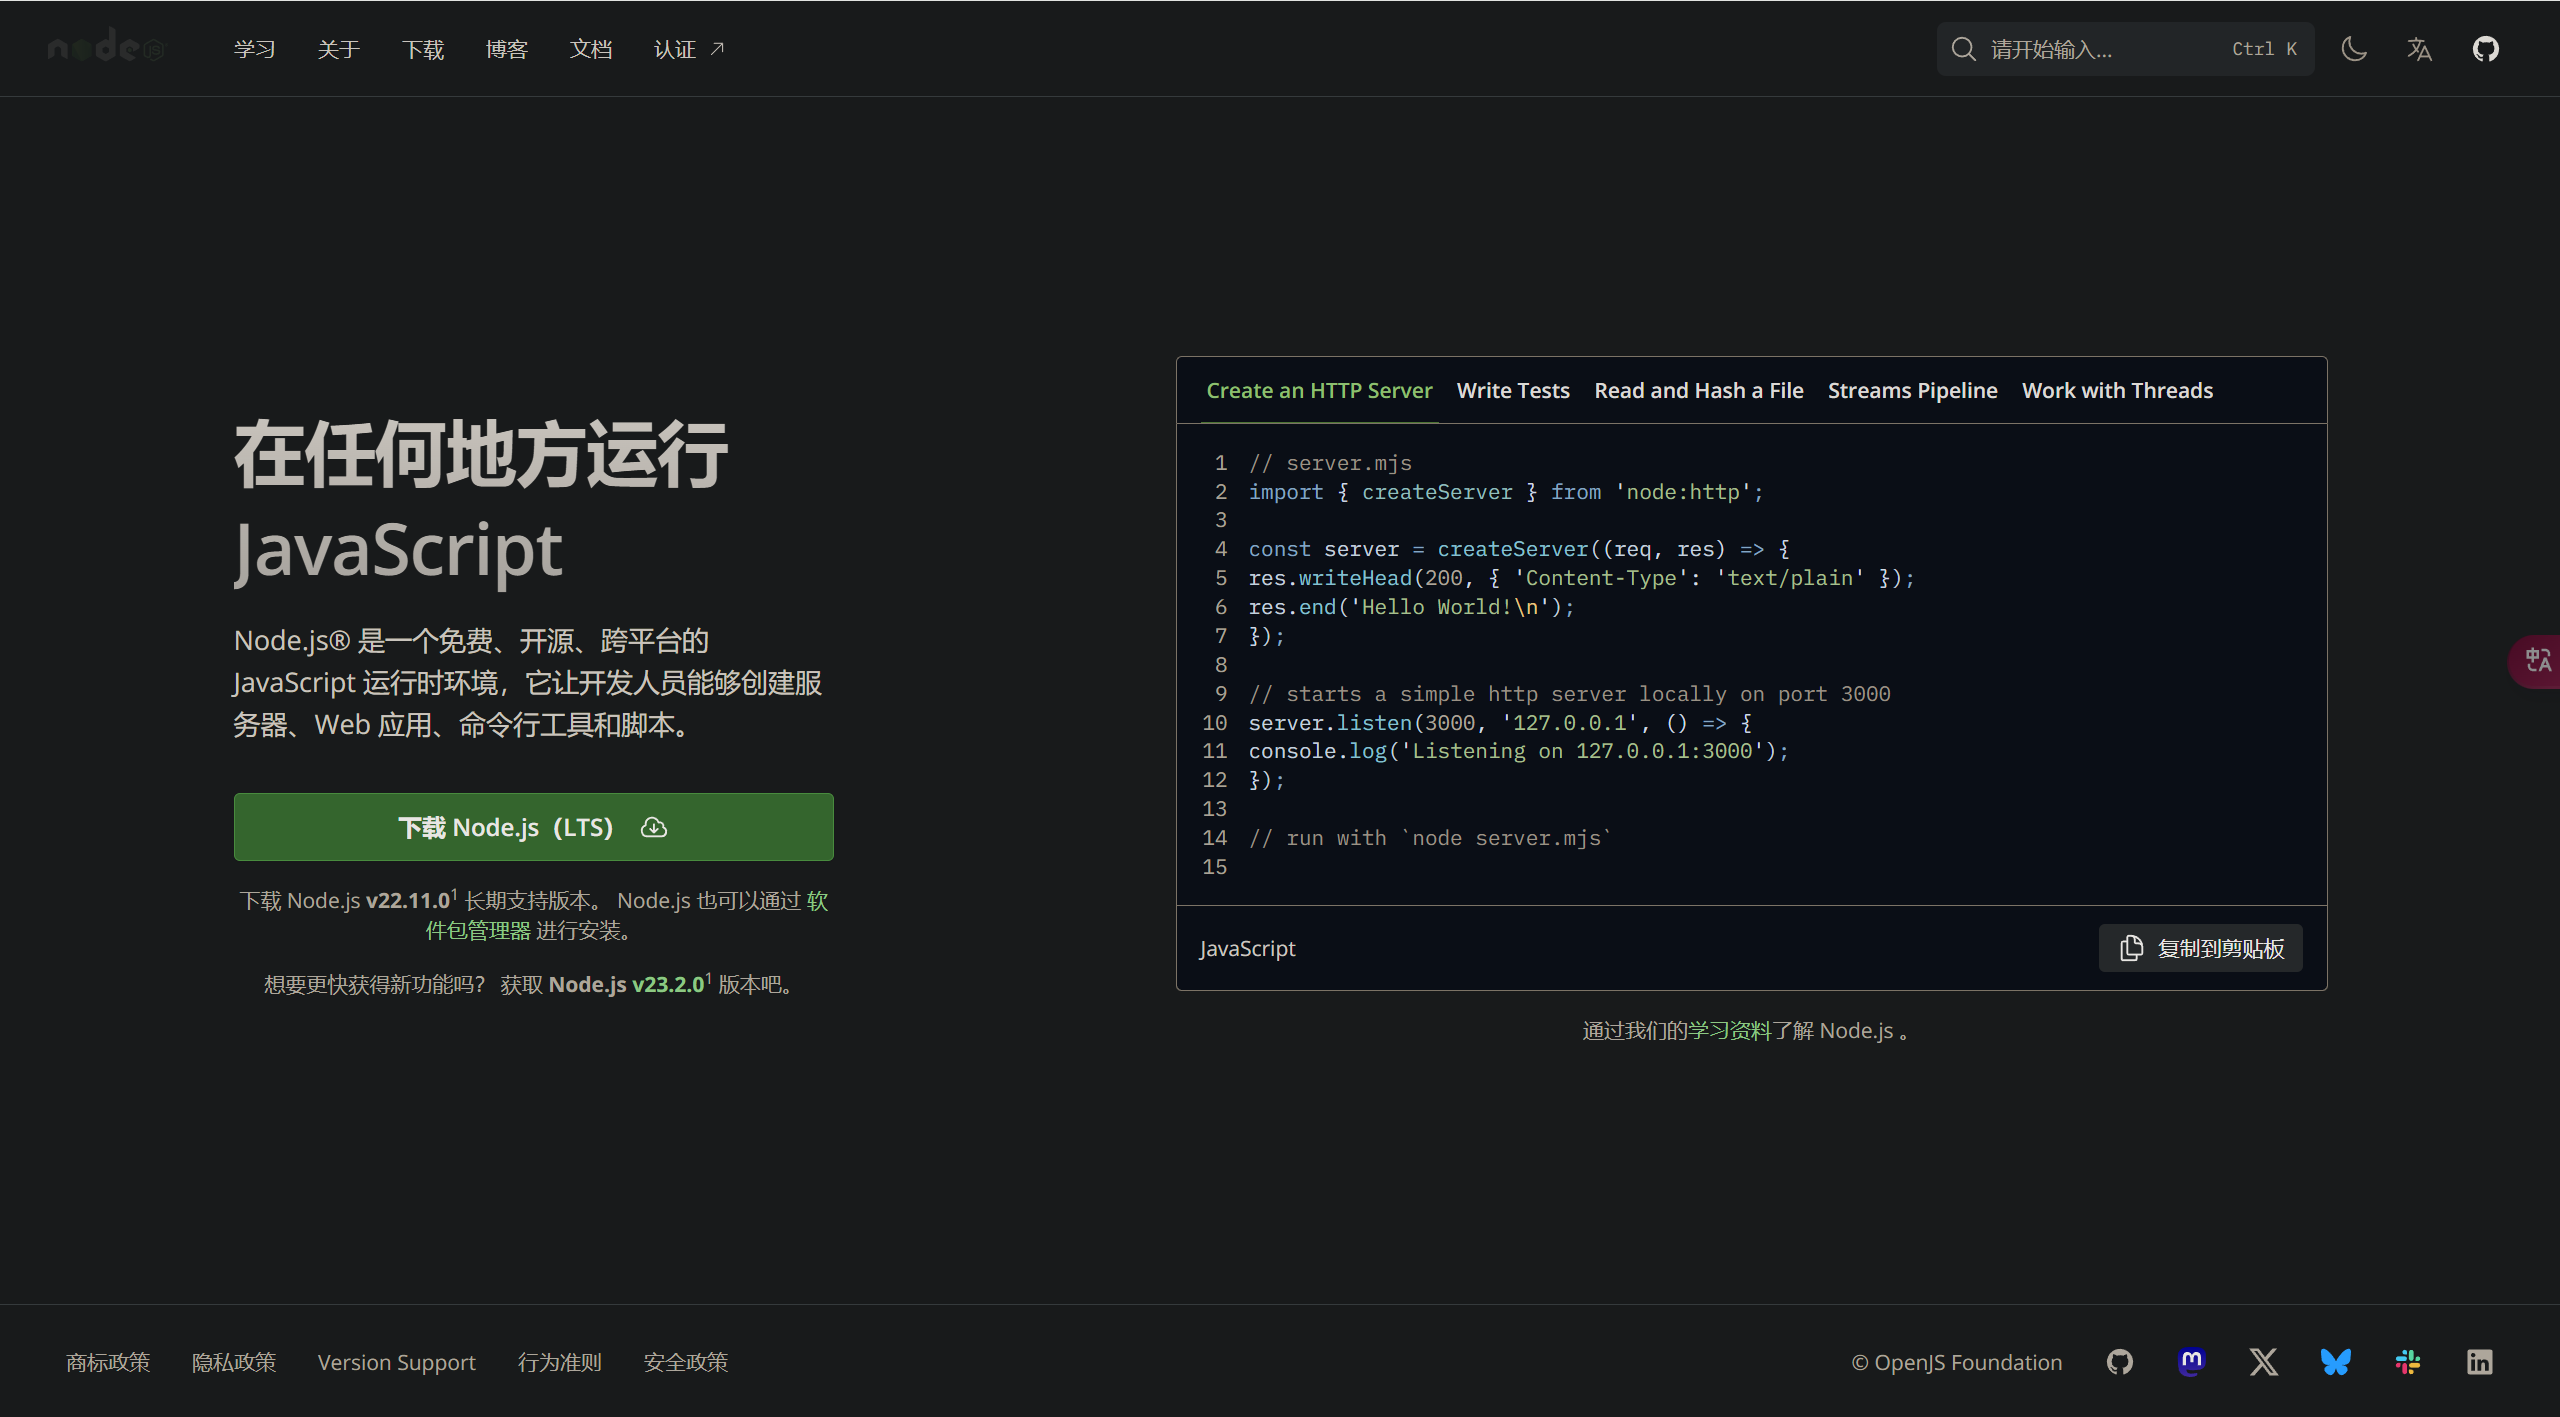 node js
学习 关于 下载 博客 文档 认证
请开始输入... Ctrl K
在任何地方运行
JavaScript
Node.js® 是一个免费、开源、跨平台的
JavaScript 运行时环境，它让开发人员能够创建服
务器、Web 应用、命令行工具和脚本。
下载 Node.js（LTS）
下载 Node.js v22.11.0¹ 长期支持版本。 Node.js 也可以通过 软
件包管理器 进行安装。
想要更快获得新功能吗？ 获取 Node.js v23.2.0¹ 版本吧。
Create an HTTP Server Write Tests Read and Hash a File Streams Pipeline Work with Threads
1 // server.mjs
2 import { createServer } from 'node:http';
3
4 const server = createServer((req, res) => {
5 res.writeHead(200, { 'Content-Type': 'text/plain' });
6 res.end('Hello World!\n');
7 });
8
9 // starts a simple http server locally on port 3000
10 server.listen(3000, '127.0.0.1', () => {
11 console.log('Listening on 127.0.0.1:3000');
12 });
13
14 // run with `node server.mjs`
15
JavaScript 复制到剪贴板
通过我们的学习资料了解 Node.js 。
商标政策 隐私政策 Version Support 行为准则 安全政策
© OpenJS Foundation